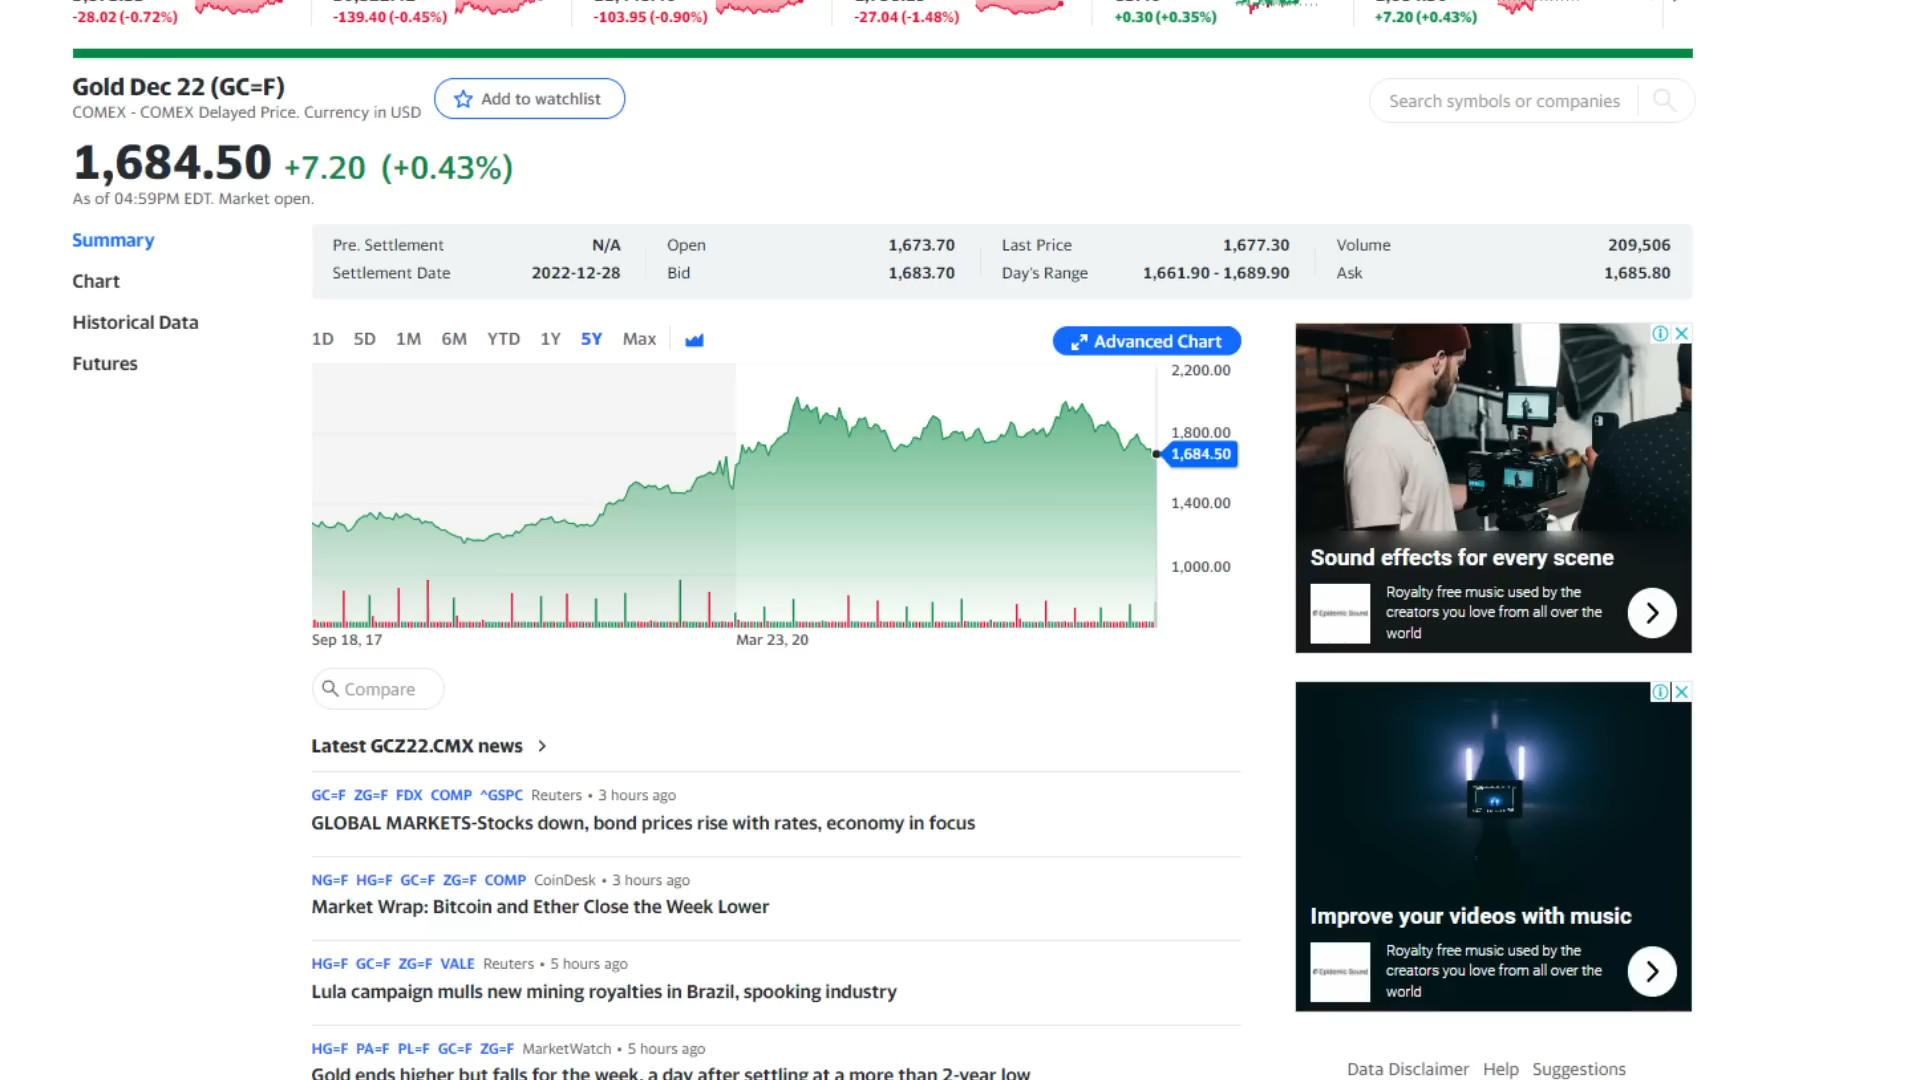 -28.02 (-0.72%) -139.40 (-0.45%) -103.95 (-0.90%) -27.04 (-1.48%) +0.30 (+0.35%) +7.20 (+0.43%)
Gold Dec 22 (GC=F)
COMEX - COMEX Delayed Price. Currency in USD
Add to watchlist
Search symbols or companies
1,684.50 +7.20 (+0.43%)
As of 04:59PM EDT. Market open.
Summary
Chart
Historical Data
Futures
Pre. Settlement N/A Open 1,673.70 Last Price 1,677.30 Volume 209,506
Settlement Date 2022-12-28 Bid 1,683.70 Day's Range 1,661.90 - 1,689.90 Ask 1,685.80
1D 5D 1M 6M YTD 1Y 5Y Max
Advanced Chart
2,200.00
1,800.00
1,684.50
1,400.00
1,000.00
Sep 18, 17 Mar 23, 20
Compare
Latest GCZ22.CMX news
GC=F ZG=F FDX COMP ^GSPC Reuters • 3 hours ago
GLOBAL MARKETS-Stocks down, bond prices rise with rates, economy in focus
NG=F HG=F GC=F ZG=F COMP CoinDesk • 3 hours ago
Market Wrap: Bitcoin and Ether Close the Week Lower
HG=F GC=F ZG=F VALE Reuters • 5 hours ago
Lula campaign mulls new mining royalties in Brazil, spooking industry
HG=F PA=F PL=F GC=F ZG=F MarketWatch • 5 hours ago
Gold ends higher but falls for the week, a day after settling at a more than 2-year low
Sound effects for every scene
Epidemic Sound
Royalty free music used by the
creators you love from all over the
world
Improve your videos with music
Epidemic Sound
Royalty free music used by the
creators you love from all over the
world
Data Disclaimer Help Suggestions